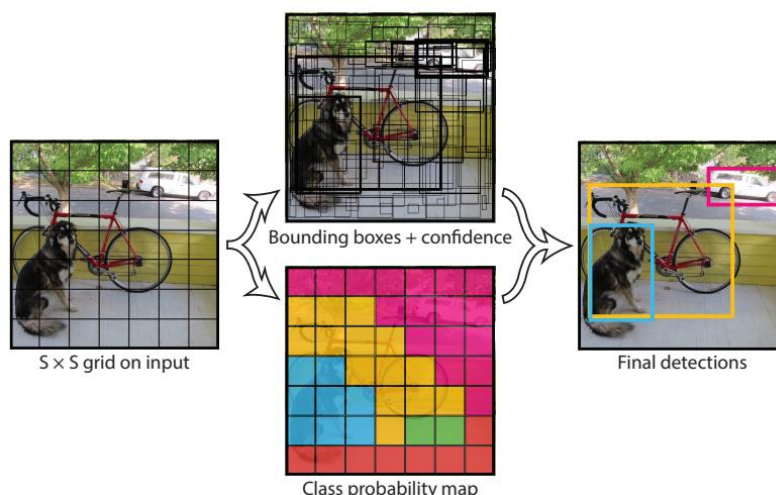 Bounding boxes + confidence
S × S grid on input
Final detections
Class probability map